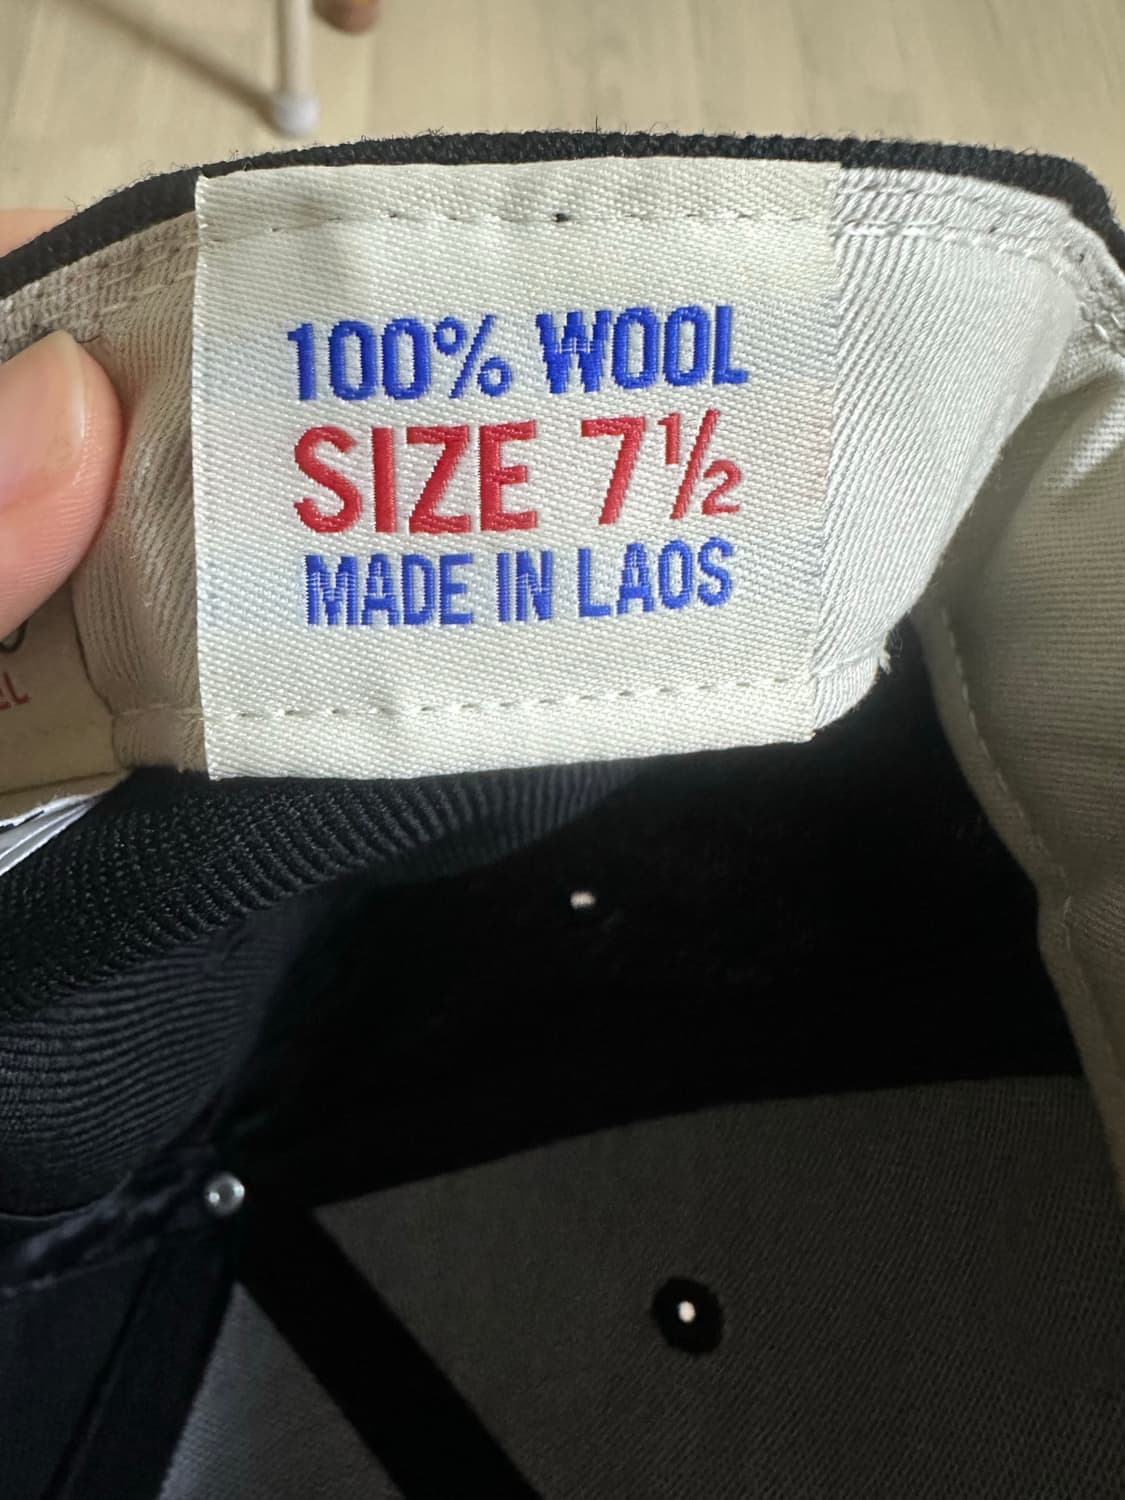 100% WOOL
SIZE 7½
MADE IN LAOS